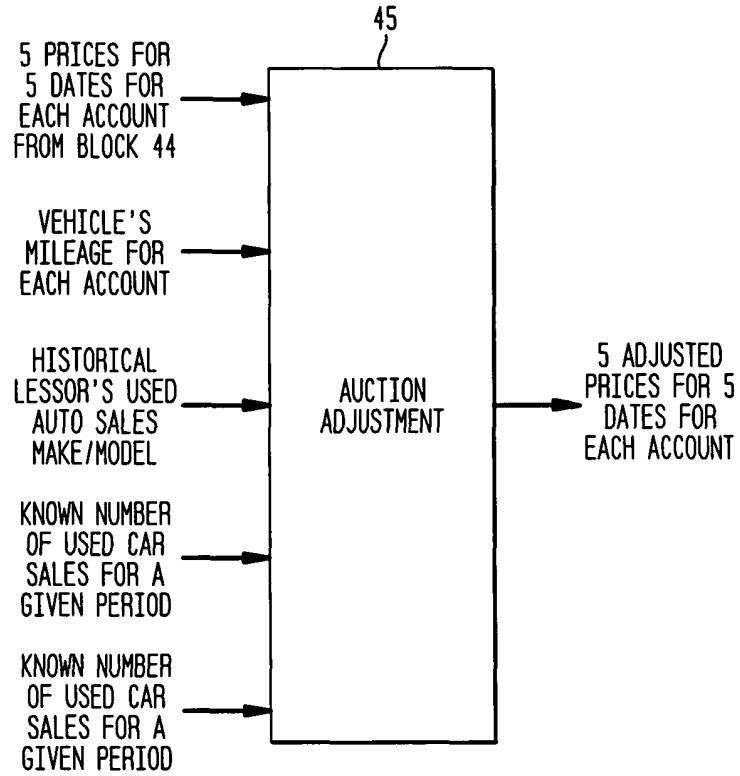 45
5 PRICES FOR
5 DATES FOR
EACH ACCOUNT
FROM BLOCK 44
VEHICLE'S
MILEAGE FOR
EACH ACCOUNT
HISTORICAL
LESSOR'S USED
AUTO SALES
MAKE/MODEL
KNOWN NUMBER
OF USED CAR
SALES FOR A
GIVEN PERIOD
KNOWN NUMBER
OF USED CAR
SALES FOR A
GIVEN PERIOD
AUCTION
ADJUSTMENT
5 ADJUSTED
PRICES FOR 5
DATES FOR
EACH ACCOUNT